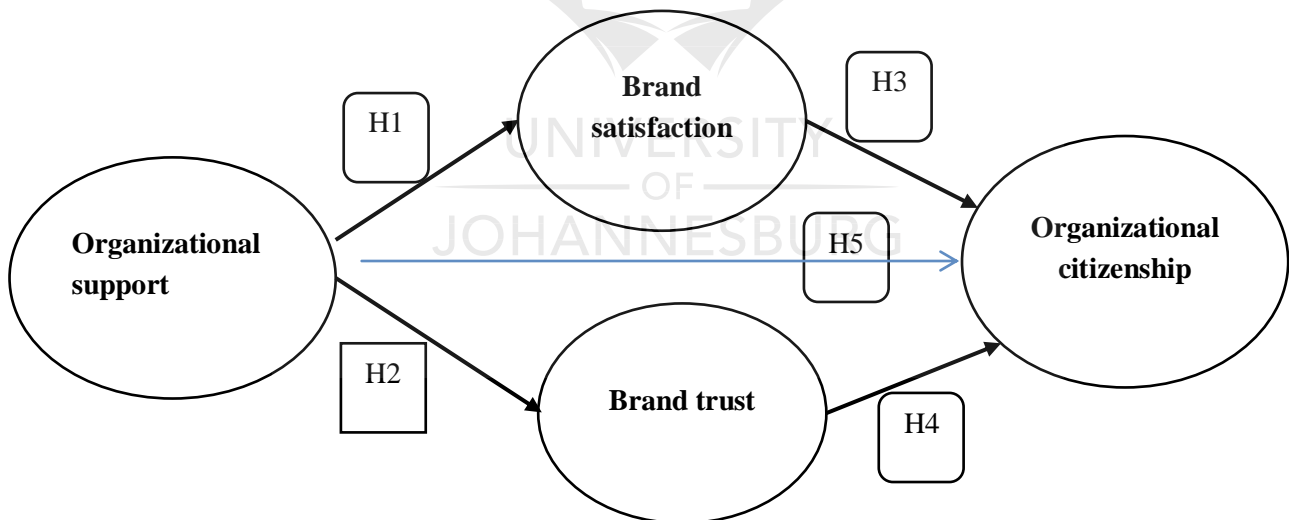 Brand
satisfaction
H3
H1
UNIVERSITY
OF
JOHANNESBURG
Organizational
support
H5
Organizational
citizenship
H2
Brand trust
H4